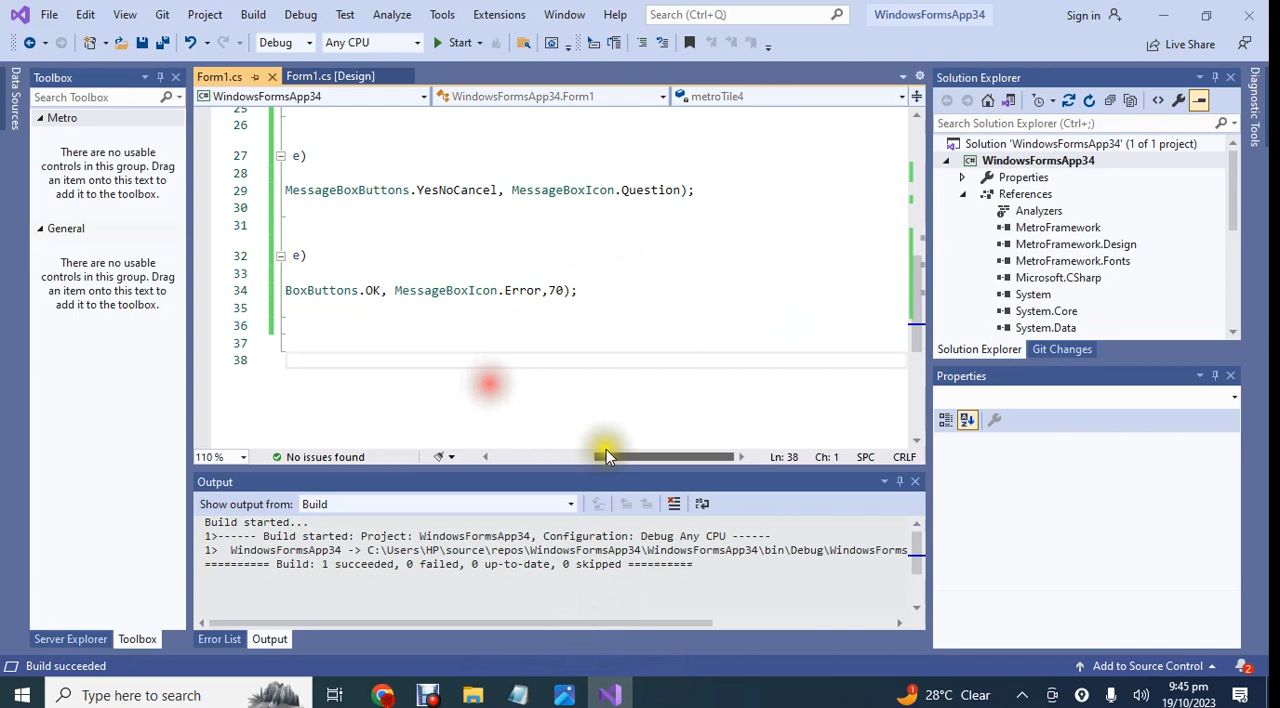 File Edit View Git Project Build Debug Test Analyze Tools Extensions Window Help Search (Ctrl+Q) WindowsFormsApp34 Sign in
Debug Any CPU Start Live Share
Data Sources
Toolbox
Search Toolbox
Metro
There are no usable
controls in this group. Drag
an item onto this text to
add it to the toolbox.
General
There are no usable
controls in this group. Drag
an item onto this text to
add it to the toolbox.
Server Explorer Toolbox
Form1.cs Form1.cs [Design]
WindowsFormsApp34 WindowsFormsApp34.Form1 metroTile4
25
26
27 e)
28
29 MessageBoxButtons.YesNoCancel, MessageBoxIcon.Question);
30
31
32 e)
33
34 BoxButtons.OK, MessageBoxIcon.Error,70);
35
36
37
38
110 % No issues found Ln: 38 Ch: 1 SPC CRLF
Output
Show output from: Build
Build started...
1>------ Build started: Project: WindowsFormsApp34, Configuration: Debug Any CPU ------
1>  WindowsFormsApp34 -> C:\Users\HP\source\repos\WindowsFormsApp34\WindowsFormsApp34\bin\Debug\WindowsForms
========== Build: 1 succeeded, 0 failed, 0 up-to-date, 0 skipped ==========
Error List Output
Solution Explorer
Search Solution Explorer (Ctrl+;)
Solution 'WindowsFormsApp34' (1 of 1 project)
C# WindowsFormsApp34
Properties
References
Analyzers
MetroFramework
MetroFramework.Design
MetroFramework.Fonts
Microsoft.CSharp
System
System.Core
System.Data
Solution Explorer Git Changes
Properties
Diagnostic Tools
Build succeeded Add to Source Control 2
Type here to search 1 28°C Clear 9:45 pm
19/10/2023